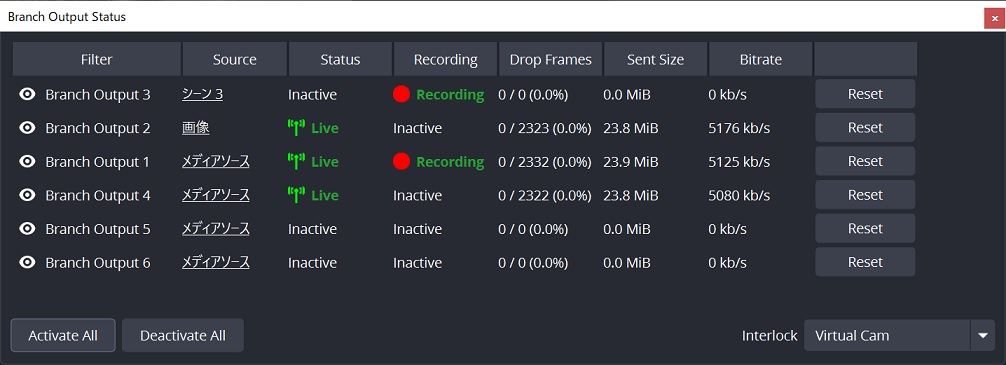 Branch Output Status
Filter Source Status Recording Drop Frames Sent Size Bitrate
Branch Output 3 シーン 3 Inactive Recording 0 / 0 (0.0%) 0.0 MiB 0 kb/s Reset
Branch Output 2 画像 Live Inactive 0 / 2323 (0.0%) 23.8 MiB 5176 kb/s Reset
Branch Output 1 メディアソース Live Recording 0 / 2332 (0.0%) 23.9 MiB 5125 kb/s Reset
Branch Output 4 メディアソース Live Inactive 0 / 2322 (0.0%) 23.8 MiB 5080 kb/s Reset
Branch Output 5 メディアソース Inactive Inactive 0 / 0 (0.0%) 0.0 MiB 0 kb/s Reset
Branch Output 6 メディアソース Inactive Inactive 0 / 0 (0.0%) 0.0 MiB 0 kb/s Reset
Activate All Deactivate All Interlock Virtual Cam